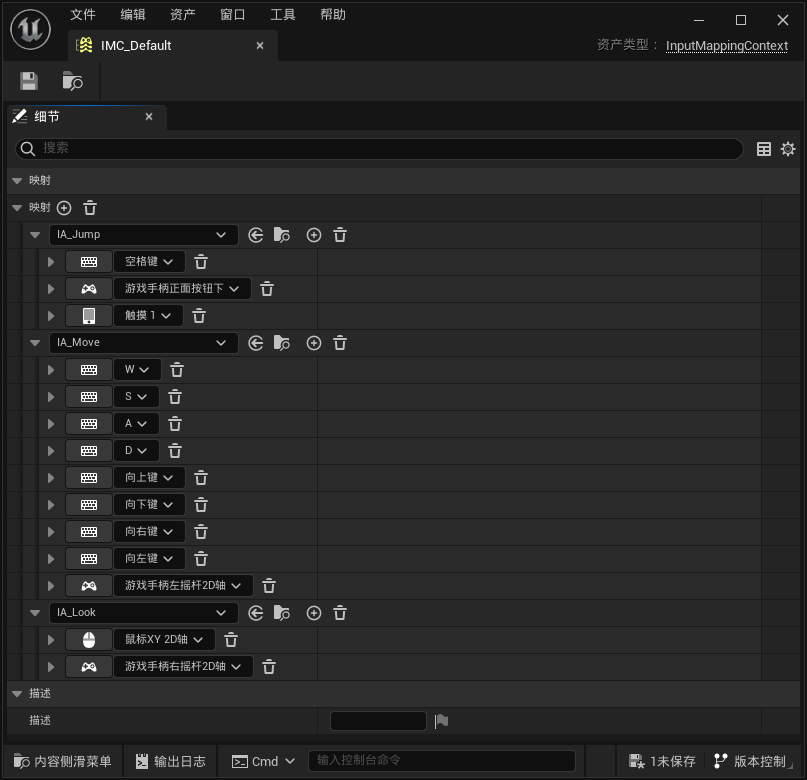 文件 编辑 资产 窗口 工具 帮助
IMC_Default
资产类型： InputMappingContext
细节
搜索
映射
映射
IA_Jump
空格键
游戏手柄正面按钮下
触摸 1
IA_Move
W
S
A
D
向上键
向下键
向右键
向左键
游戏手柄左摇杆2D轴
IA_Look
鼠标XY 2D轴
游戏手柄右摇杆2D轴
描述
描述
内容侧滑菜单 输出日志 Cmd 输入控制台命令 1未保存 版本控制